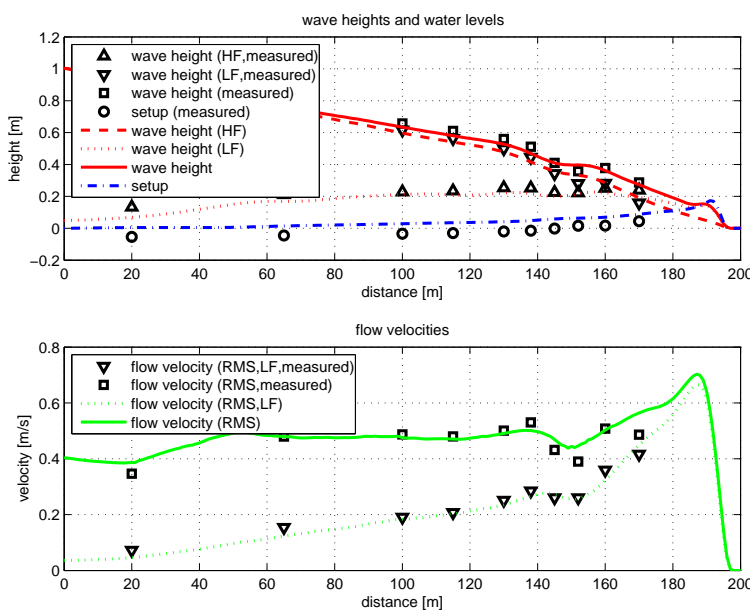 wave heights and water levels
1.2
1
0.8
0.6
0.4
0.2
0
−0.2
height [m]
wave height (HF,measured)
wave height (LF,measured)
wave height (measured)
setup (measured)
wave height (HF)
wave height (LF)
wave height
setup
0 20 40 60 80 100 120 140 160 180 200
distance [m]
flow velocities
0.8
0.6
0.4
0.2
0
velocity [m/s]
flow velocity (RMS,LF,measured)
flow velocity (RMS,measured)
flow velocity (RMS,LF)
flow velocity (RMS)
0 20 40 60 80 100 120 140 160 180 200
distance [m]